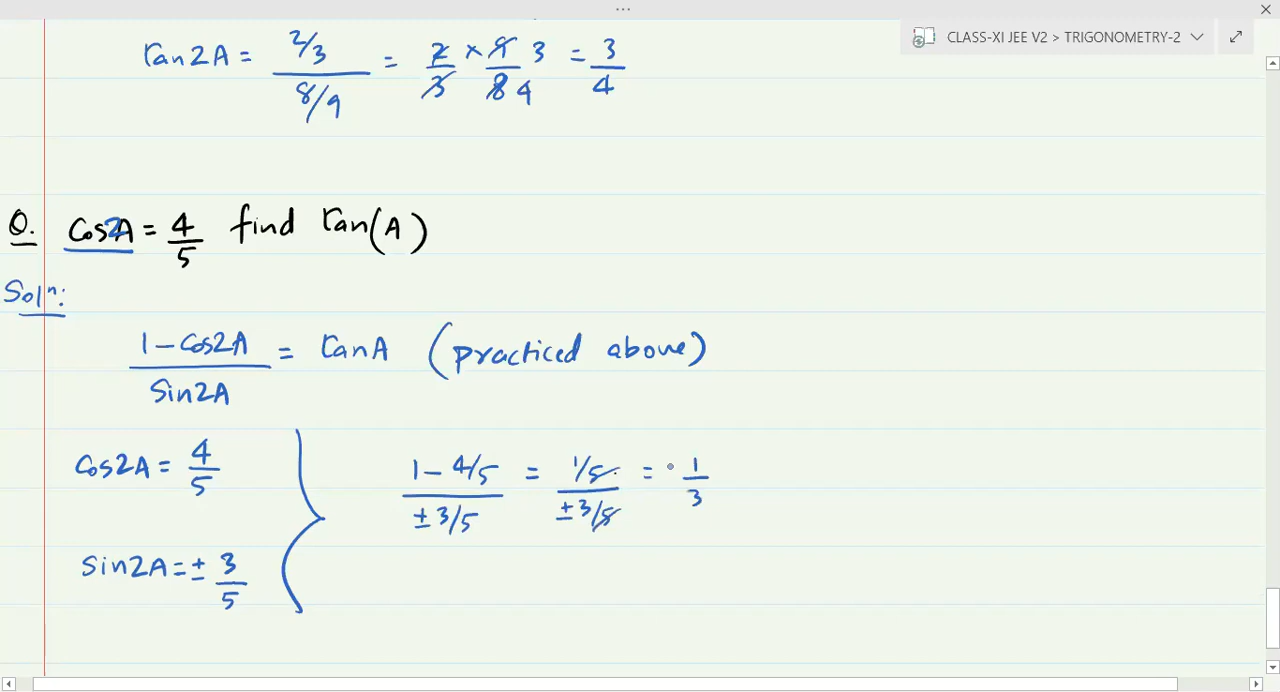 CLASS-XI JEE V2 > TRIGONOMETRY-2
tan2A = 2/3 / 8/9 = 2/3 × 9/8 3 4 = 3/4
Q. Cos2A = 4/5 find tan(A)
Soln:
1-Cos2A / Sin2A = tanA (practiced above)
Cos2A = 4/5
1-4/5 / ±3/5 = 1/5 / ±3/5 = 1/3
Sin2A = ± 3/5